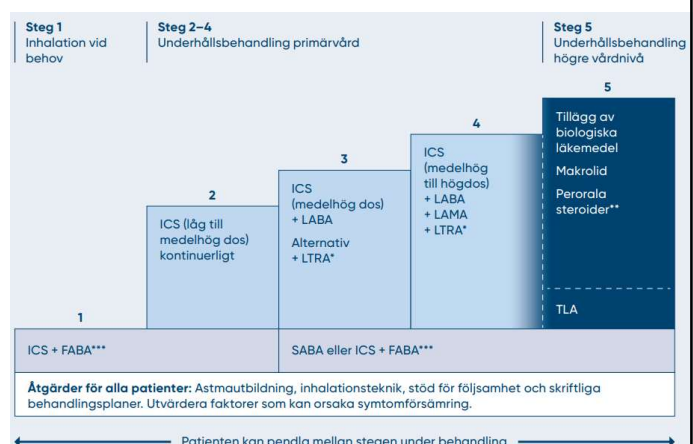 Steg 1
Inhalation vid
behov
Steg 2–4
Underhållsbehandling primärvård
Steg 5
Underhållsbehandling
högre vårdnivå
1
2
ICS (låg till
medelhög dos)
kontinuerligt
3
ICS
(medelhög dos)
+ LABA
Alternativ
+ LTRA*
4
ICS
(medelhög
till högdos)
+ LABA
+ LAMA
+ LTRA*
5
Tillägg av
biologiska
läkemedel
Makrolid
Perorala
steroider**
TLA
ICS + FABA***
SABA eller ICS + FABA***
Åtgärder för alla patienter: Astmautbildning, inhalationsteknik, stöd för följsamhet och skriftliga
behandlingsplaner. Utvärdera faktorer som kan orsaka symtomförsämring.
Patienten kan pendla mellan stegen under behandling